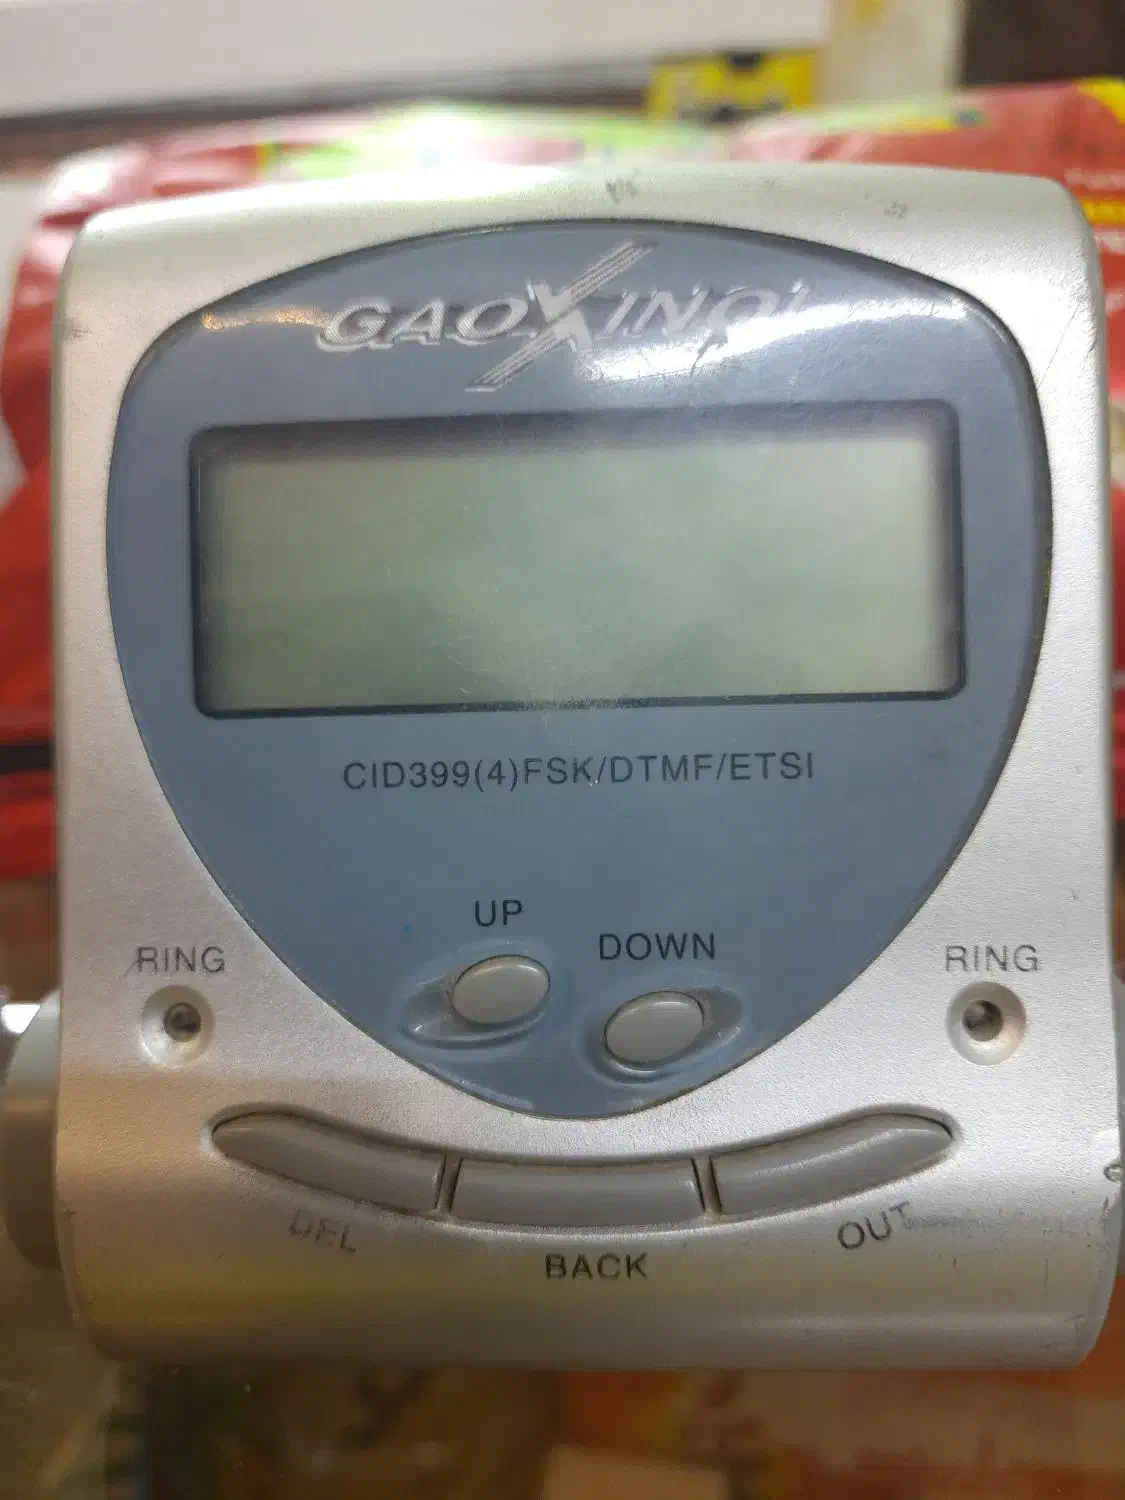 GAOXINQI
CID399(4)FSK/DTMF/ETSI
UP
DOWN
RING
RING
DEL
BACK
OUT